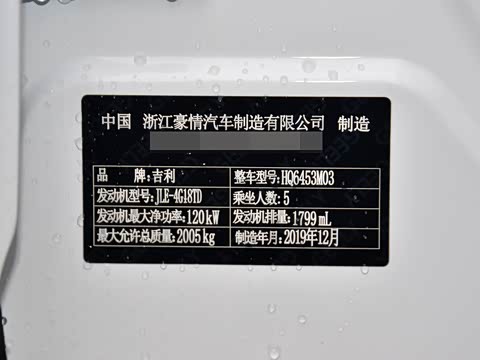 中国 浙江豪情汽车制造有限公司 制造
品 牌:吉利 整车型号:HQ6453M03
发动机型号:JLE-4G18TD 乘坐人数:5
发动机最大净功率:120kW 发动机排量:1799mL
最大允许总质量:2005kg 制造年月:2019年12月